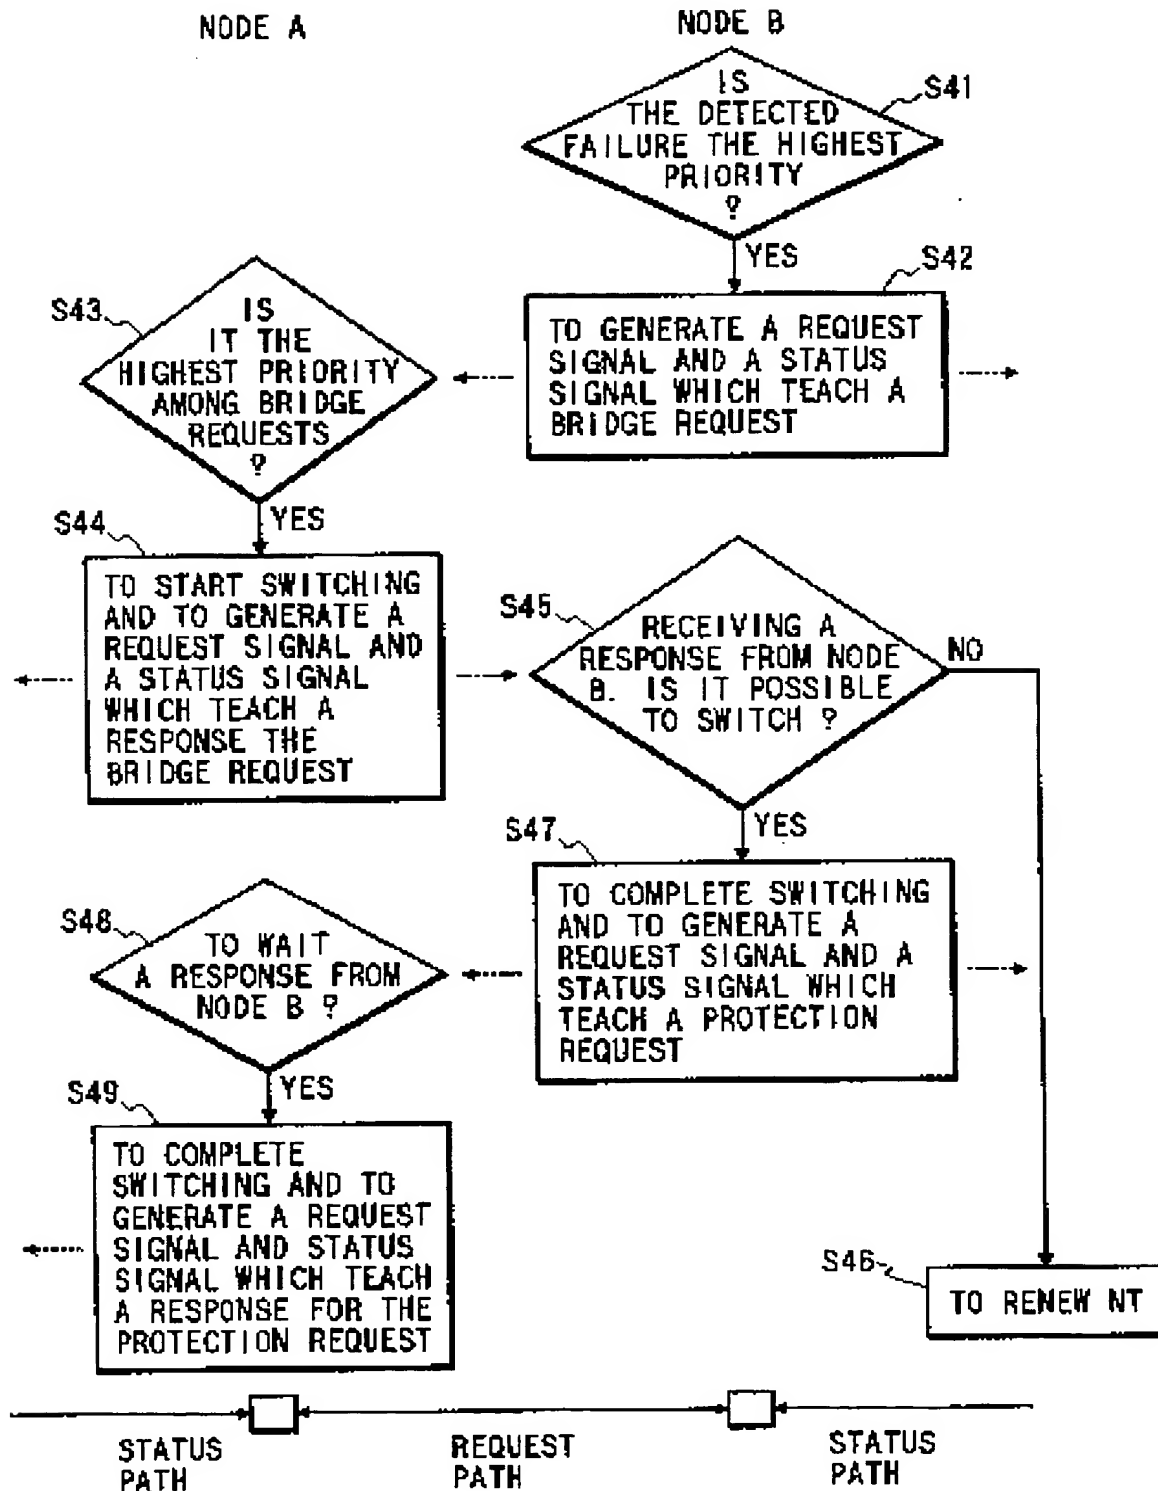 NODE A
NODE B
S41
IS
THE DETECTED
FAILURE THE HIGHEST
PRIORITY
?
YES
S42
TO GENERATE A REQUEST
SIGNAL AND A STATUS
SIGNAL WHICH TEACH A
BRIDGE REQUEST
S43
IS
IT THE
HIGHEST PRIORITY
AMONG BRIDGE
REQUESTS
?
YES
S44
TO START SWITCHING
AND TO GENERATE A
REQUEST SIGNAL AND
A STATUS SIGNAL
WHICH TEACH A
RESPONSE THE
BRIDGE REQUEST
S45
RECEIVING A
RESPONSE FROM NODE
B. IS IT POSSIBLE
TO SWITCH ?
NO
YES
S47
TO COMPLETE SWITCHING
AND TO GENERATE A
REQUEST SIGNAL AND A
STATUS SIGNAL WHICH
TEACH A PROTECTION
REQUEST
S48
TO WAIT
A RESPONSE FROM
NODE B ?
YES
S49
TO COMPLETE
SWITCHING AND TO
GENERATE A REQUEST
SIGNAL AND STATUS
SIGNAL WHICH TEACH
A RESPONSE FOR THE
PROTECTION REQUEST
S46
TO RENEW NT
STATUS
PATH
REQUEST
PATH
STATUS
PATH